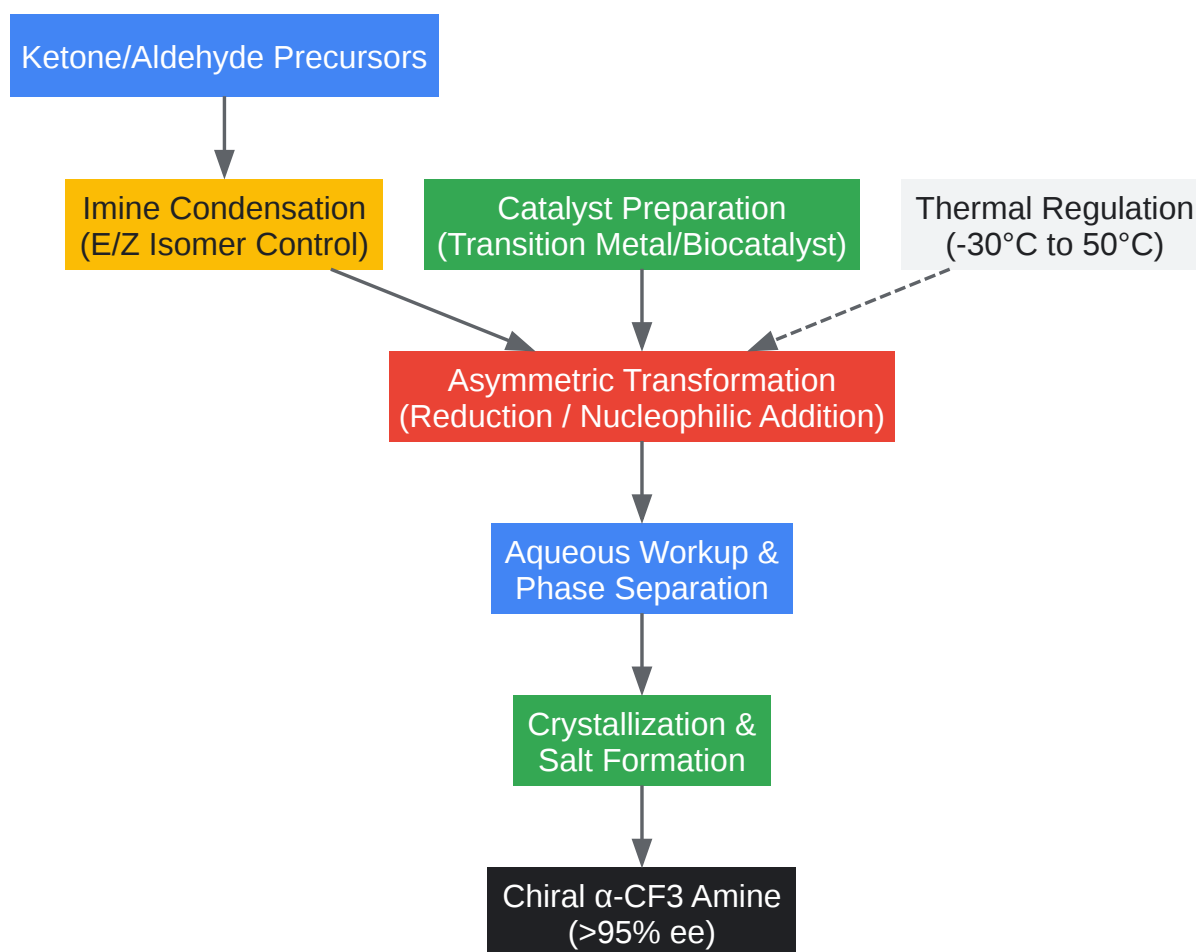 Ketone/Aldehyde Precursors
Imine Condensation
(E/Z Isomer Control)
Catalyst Preparation
(Transition Metal/Biocatalyst)
Thermal Regulation
(-30°C to 50°C)
Asymmetric Transformation
(Reduction / Nucleophilic Addition)
Aqueous Workup &
Phase Separation
Crystallization &
Salt Formation
Chiral α-CF3 Amine
(>95% ee)